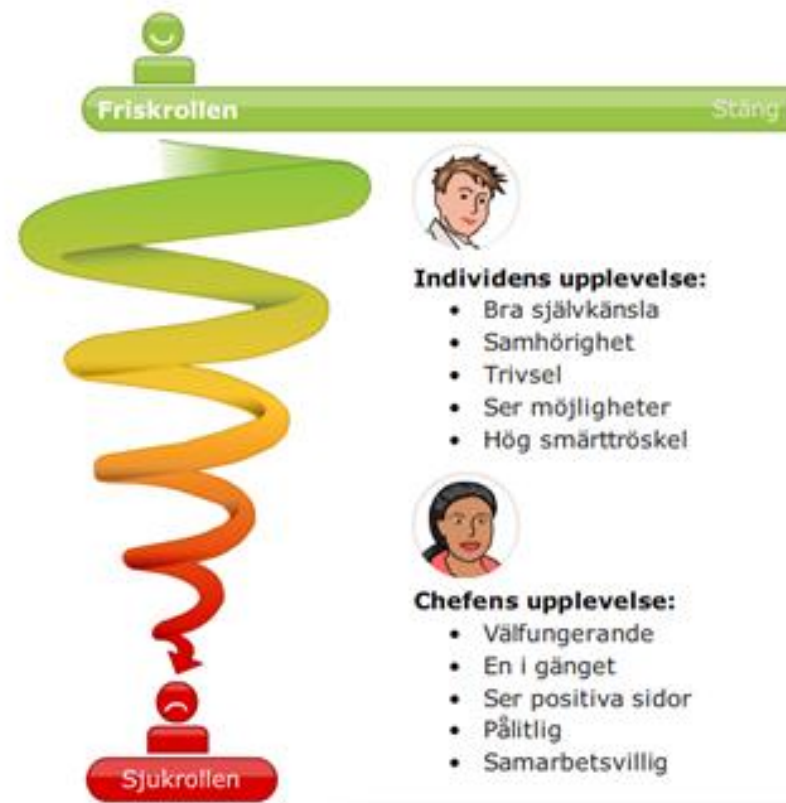 Friskrollen
Stäng
Individens upplevelse:
• Bra självkänsla
• Samhörighet
• Trivsel
• Ser möjligheter
• Hög smärttröskel
Chefens upplevelse:
• Välfungerande
• En i gänget
• Ser positiva sidor
• Pålitlig
• Samarbetsvillig
Sjukrollen